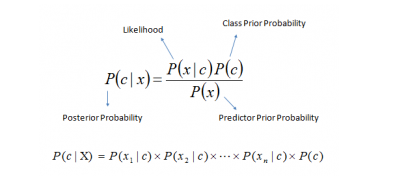 Likelihood
Class Prior Probability
P(c | x) = P(x | c)P(c) / P(x)
Posterior Probability
Predictor Prior Probability
P(c | X) = P(x₁ | c) × P(x₂ | c) × ⋯ × P(xₙ | c) × P(c)